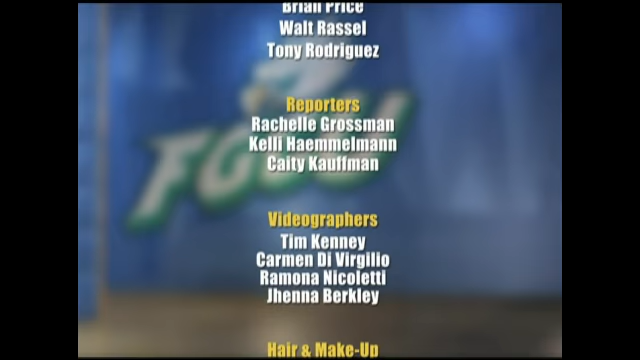 Brian Price
Walt Rassel
Tony Rodriguez
Reporters
Rachelle Grossman
Kelli Haemmelmann
Caity Kauffman
FGCU
Videographers
Tim Kenney
Carmen Di Virgilio
Ramona Nicoletti
Jhenna Berkley
Hair & Make-Up